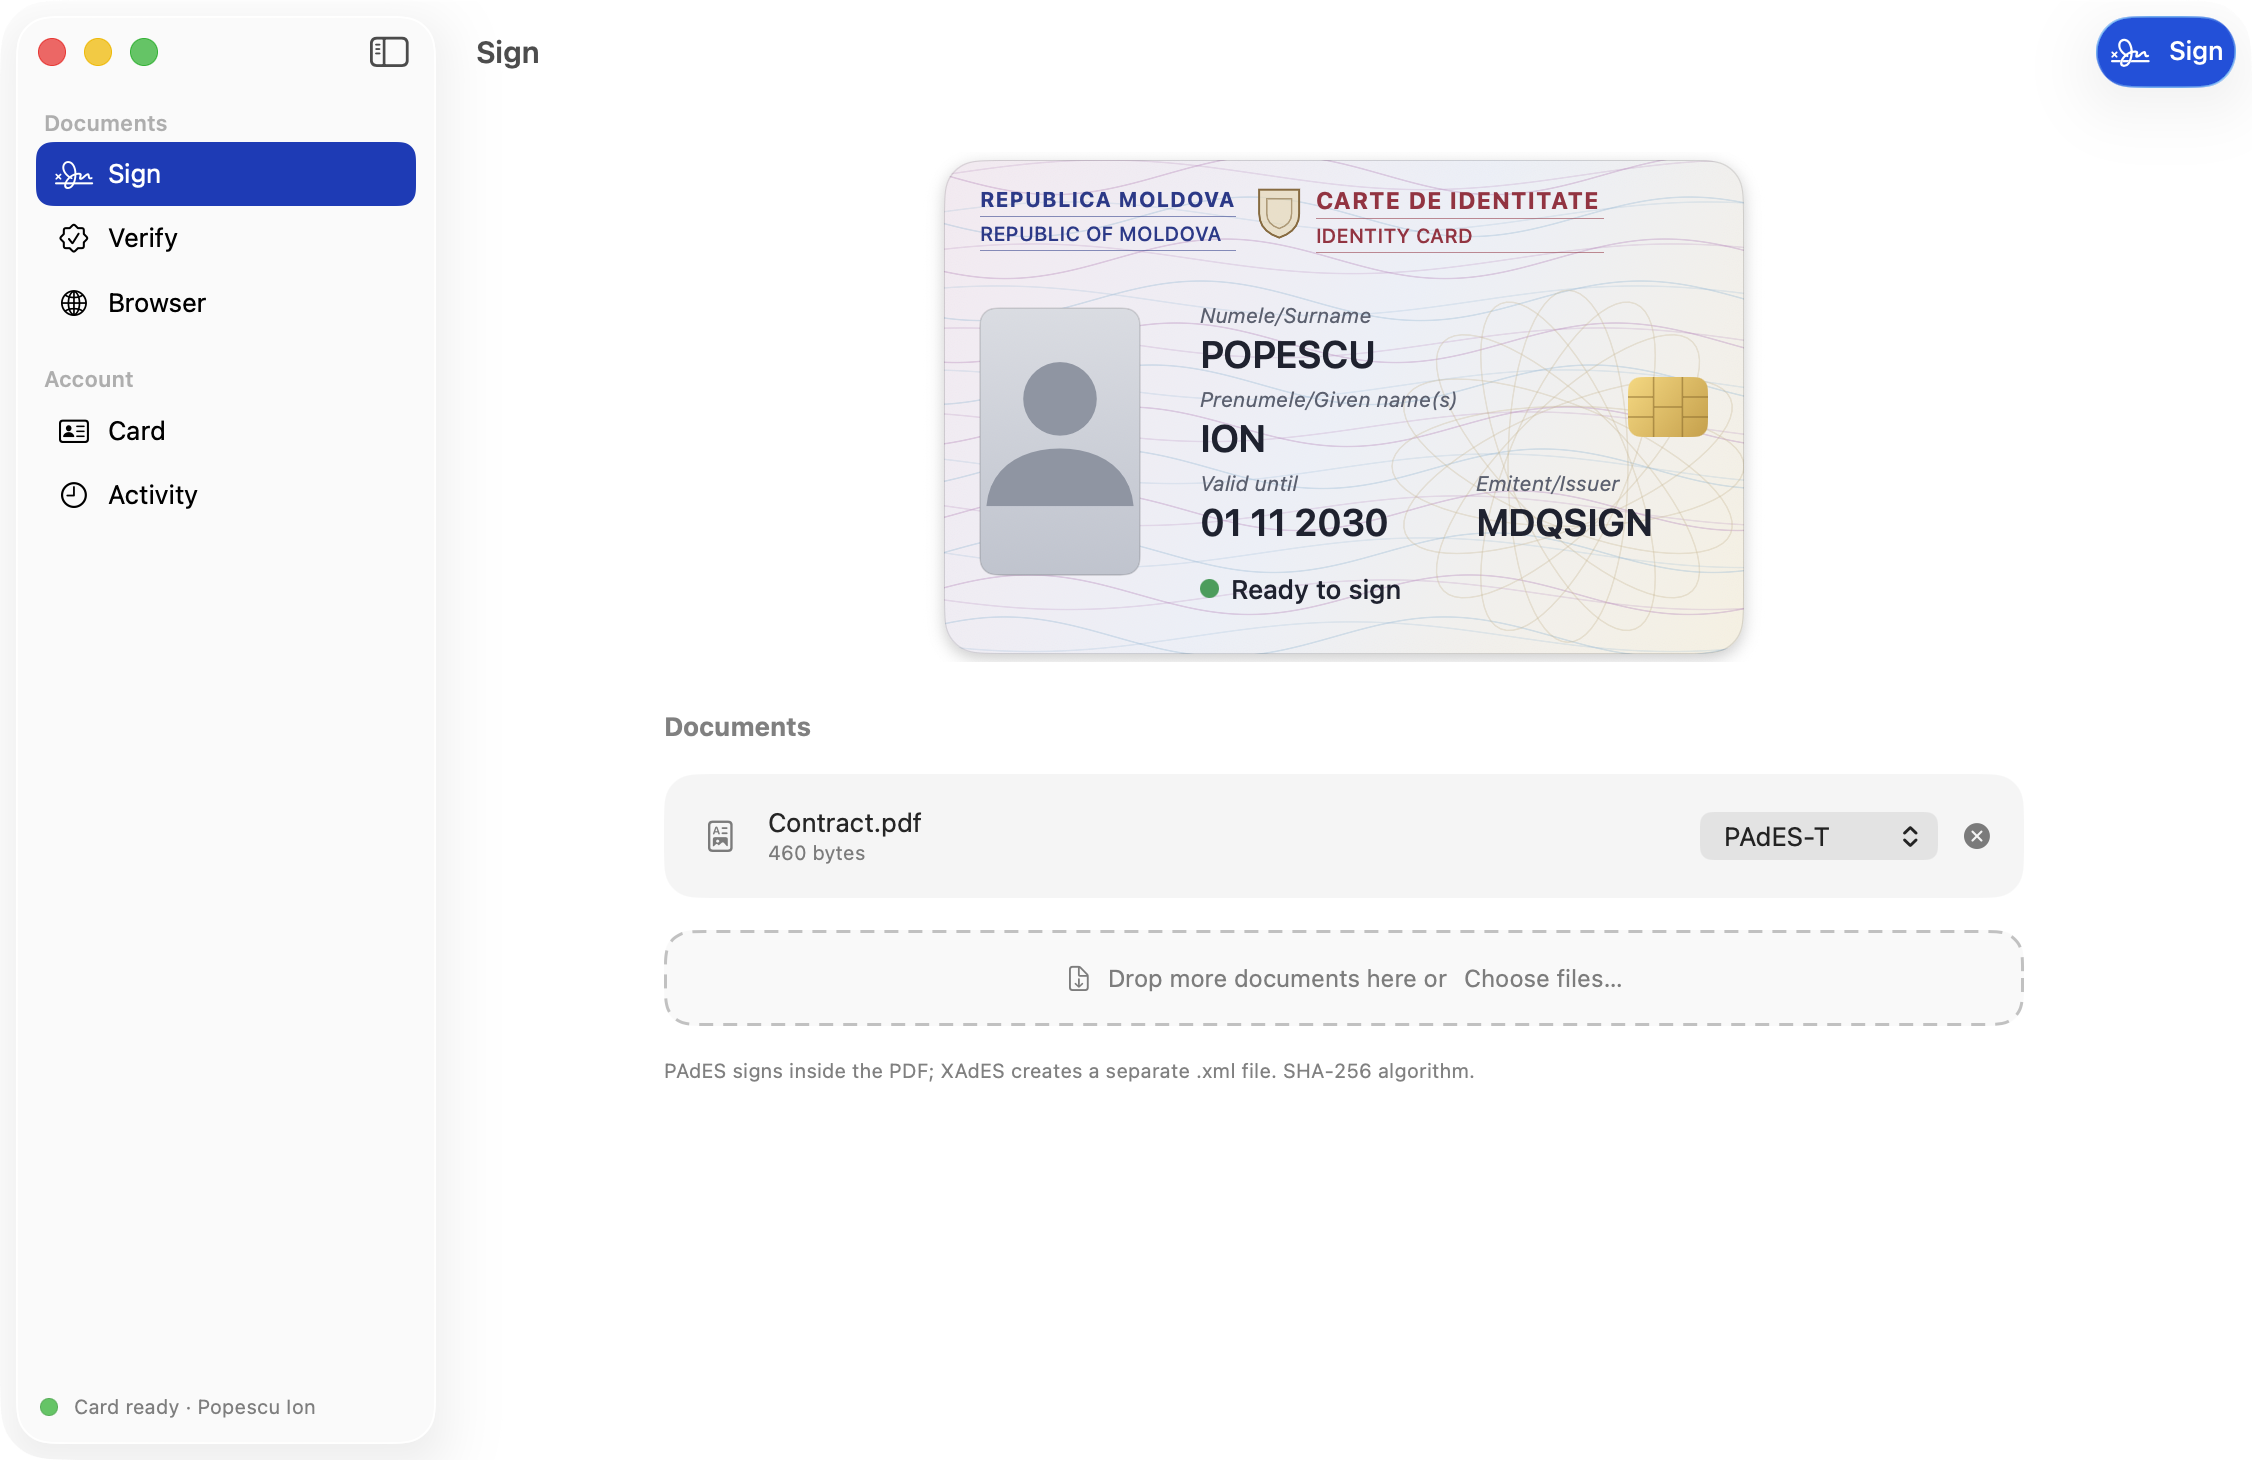 Sign
Sign
Documents
Sign
Verify
Browser
Account
Card
Activity
REPUBLICA MOLDOVA
REPUBLIC OF MOLDOVA
CARTE DE IDENTITATE
IDENTITY CARD
Numele/Surname
POPESCU
Prenumele/Given name(s)
ION
Valid until
01 11 2030
Emitent/Issuer
MDQSIGN
Ready to sign
Documents
Contract.pdf
460 bytes
PAdES-T
Drop more documents here or Choose files...
PAdES signs inside the PDF; XAdES creates a separate .xml file. SHA-256 algorithm.
Card ready · Popescu Ion